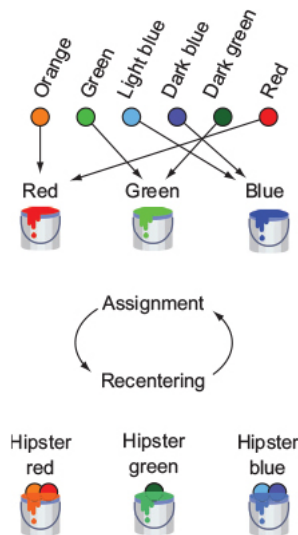 Orange
Green
Light blue
Dark blue
Dark green
Red
Red
Green
Blue
Assignment
Recentering
Hipster
red
Hipster
green
Hipster
blue